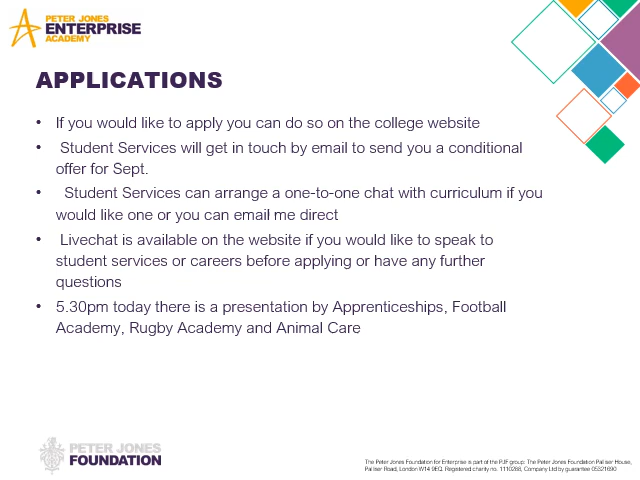 PETER JONES
ENTERPRISE
ACADEMY
APPLICATIONS
• If you would like to apply you can do so on the college website
• Student Services will get in touch by email to send you a conditional
offer for Sept.
• Student Services can arrange a one-to-one chat with curriculum if you
would like one or you can email me direct
• Livechat is available on the website if you would like to speak to
student services or careers before applying or have any further
questions
• 5.30pm today there is a presentation by Apprenticeships, Football
Academy, Rugby Academy and Animal Care
PETER JONES
FOUNDATION
The Peter Jones Foundation for Enterprise is part of the PJF group: The Peter Jones Foundation Palliser House,
Palliser Road, London W14 9EQ. Registered charity no. 1110288, Company Ltd by guarantee 05321690